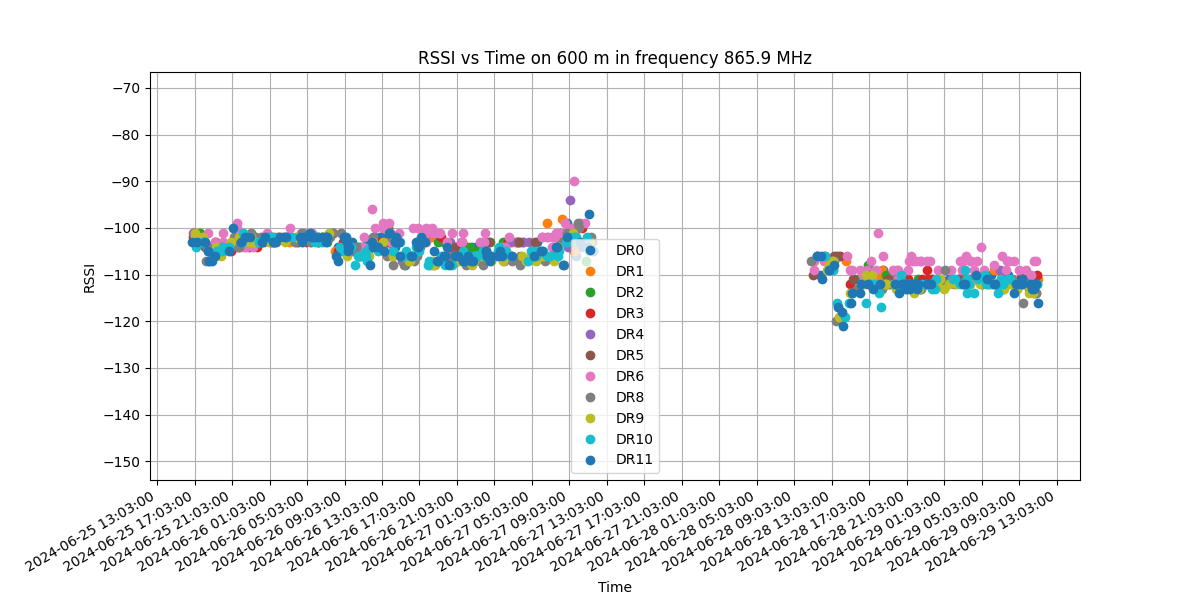 RSSI vs Time on 600 m in frequency 865.9 MHz
RSSI
−70
−80
−90
−100
−110
−120
−130
−140
−150
DR0
DR1
DR2
DR3
DR4
DR5
DR6
DR8
DR9
DR10
DR11
2024-06-25 13:03:00
2024-06-25 17:03:00
2024-06-25 21:03:00
2024-06-26 01:03:00
2024-06-26 05:03:00
2024-06-26 09:03:00
2024-06-26 13:03:00
2024-06-26 17:03:00
2024-06-26 21:03:00
2024-06-27 01:03:00
2024-06-27 05:03:00
2024-06-27 09:03:00
2024-06-27 13:03:00
2024-06-27 17:03:00
2024-06-27 21:03:00
2024-06-28 01:03:00
2024-06-28 05:03:00
2024-06-28 09:03:00
2024-06-28 13:03:00
2024-06-28 17:03:00
2024-06-28 21:03:00
2024-06-29 01:03:00
2024-06-29 05:03:00
2024-06-29 09:03:00
2024-06-29 13:03:00
Time